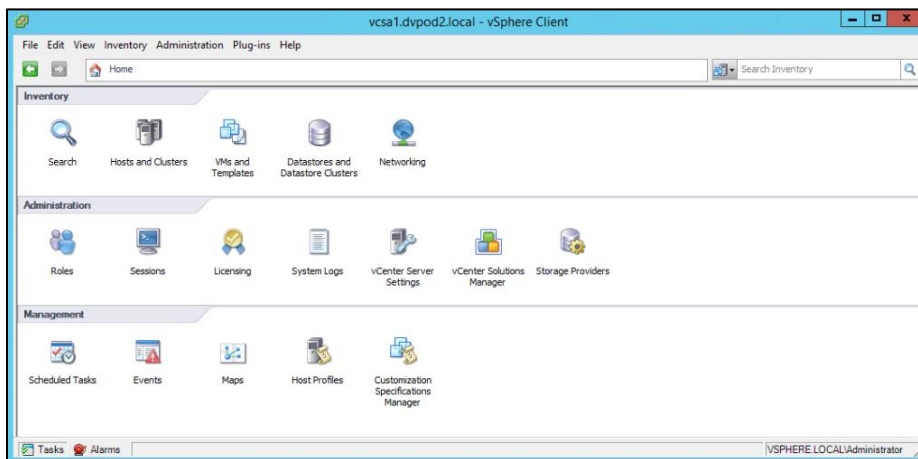 vcsa1.dvpod2.local - vSphere Client
File Edit View Inventory Administration Plug-ins Help
Home
Search Inventory
Inventory
Search
Hosts and Clusters
VMs and
Templates
Datastores and
Datastore Clusters
Networking
Administration
Roles
Sessions
Licensing
System Logs
vCenter Server
Settings
vCenter Solutions
Manager
Storage Providers
Management
Scheduled Tasks
Events
Maps
Host Profiles
Customization
Specifications
Manager
Tasks
Alarms
VSPHERE.LOCAL\Administrator